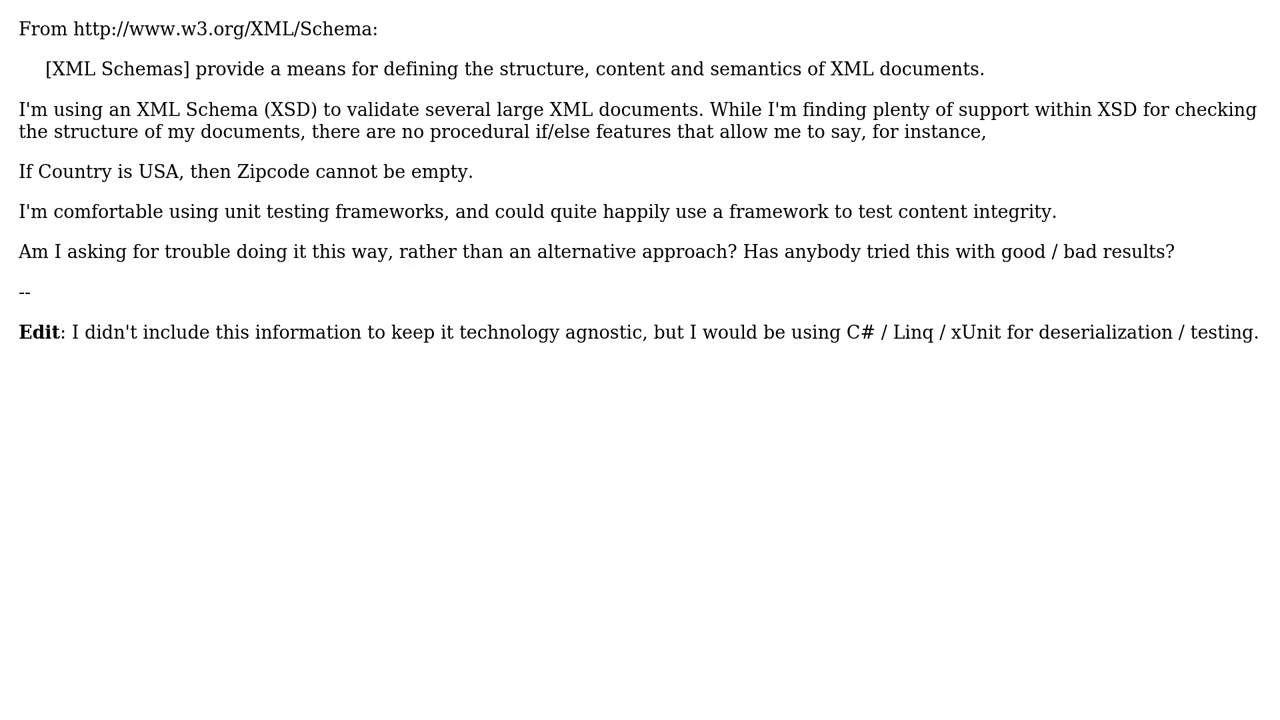 From http://www.w3.org/XML/Schema:
[XML Schemas] provide a means for defining the structure, content and semantics of XML documents.
I'm using an XML Schema (XSD) to validate several large XML documents. While I'm finding plenty of support within XSD for checking
the structure of my documents, there are no procedural if/else features that allow me to say, for instance,
If Country is USA, then Zipcode cannot be empty.
I'm comfortable using unit testing frameworks, and could quite happily use a framework to test content integrity.
Am I asking for trouble doing it this way, rather than an alternative approach? Has anybody tried this with good / bad results?
--
Edit: I didn't include this information to keep it technology agnostic, but I would be using C# / Linq / xUnit for deserialization / testing.